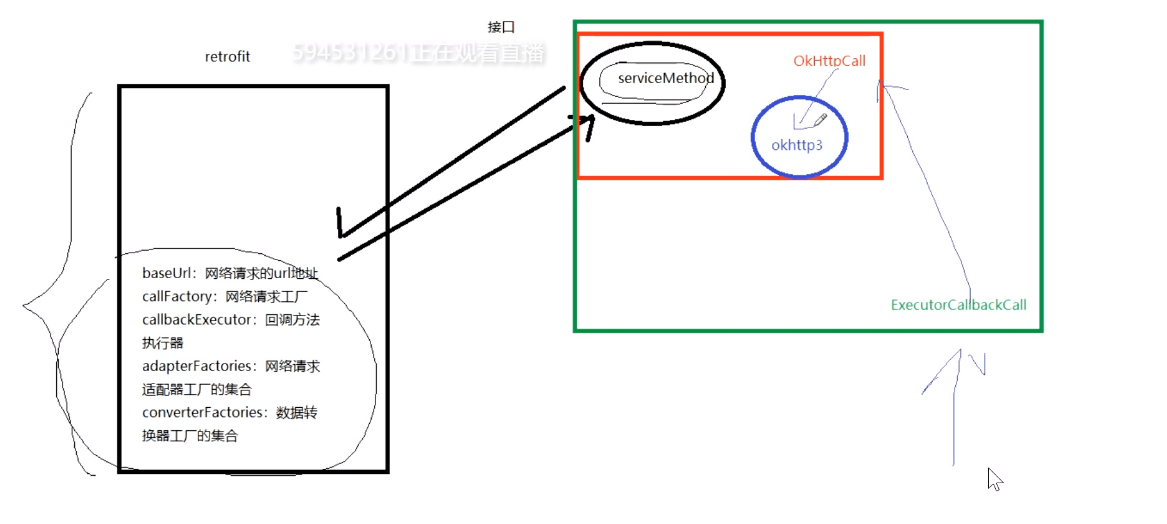 接口
retrofit
594531261正在观看直播
serviceMethod
OkHttpCall
okhttp3
baseUrl：网络请求的url地址
callFactory：网络请求工厂
callbackExecutor：回调方法
执行器
adapterFactories：网络请求
适配器工厂的集合
converterFactories：数据转
换器工厂的集合
ExecutorCallbackCall